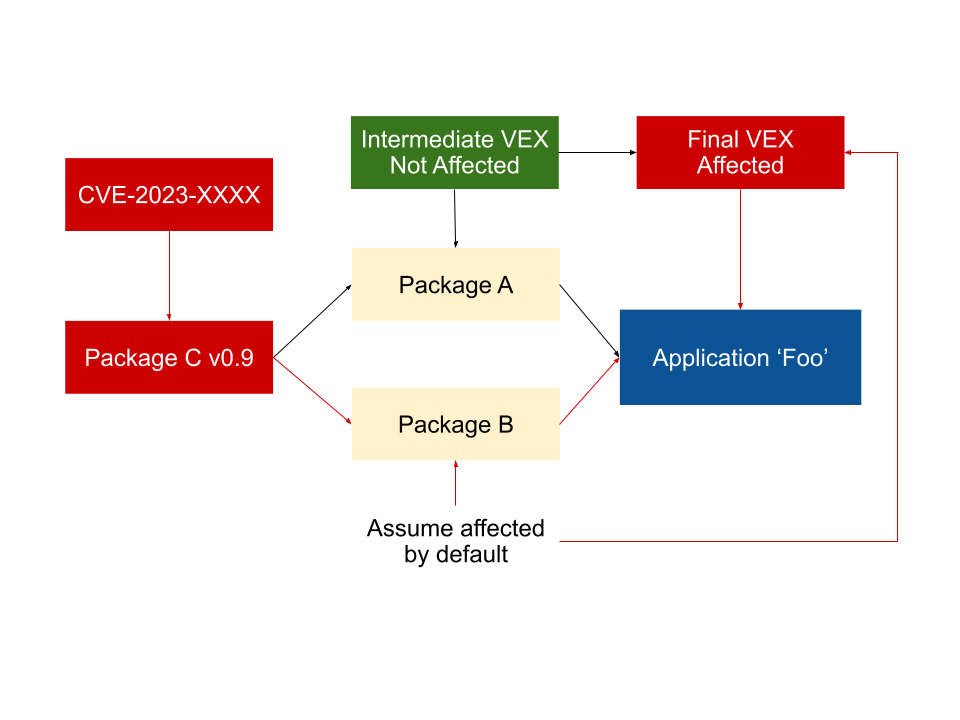 Intermediate VEX
Not Affected
Final VEX
Affected
CVE-2023-XXXX
Package A
Package C v0.9
Application ‘Foo’
Package B
Assume affected
by default